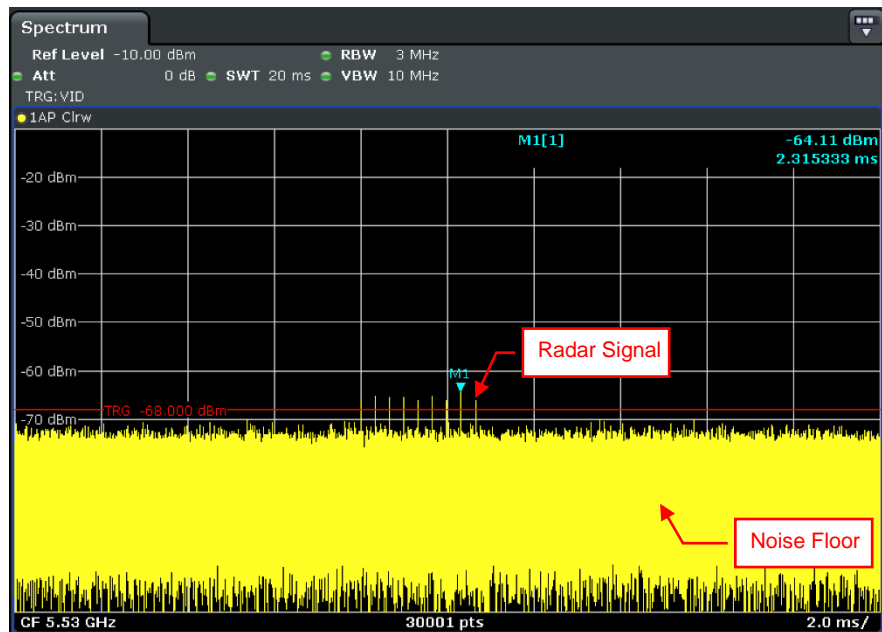 Spectrum
Ref Level -10.00 dBm RBW 3 MHz
Att 0 dB SWT 20 ms VBW 10 MHz
TRG:VID
1AP Clrw
M1[1] -64.11 dBm
2.315333 ms
-20 dBm
-30 dBm
-40 dBm
-50 dBm
Radar Signal
-60 dBm
M1
TRG -68.000 dBm
-70 dBm
Noise Floor
CF 5.53 GHz 30001 pts 2.0 ms/